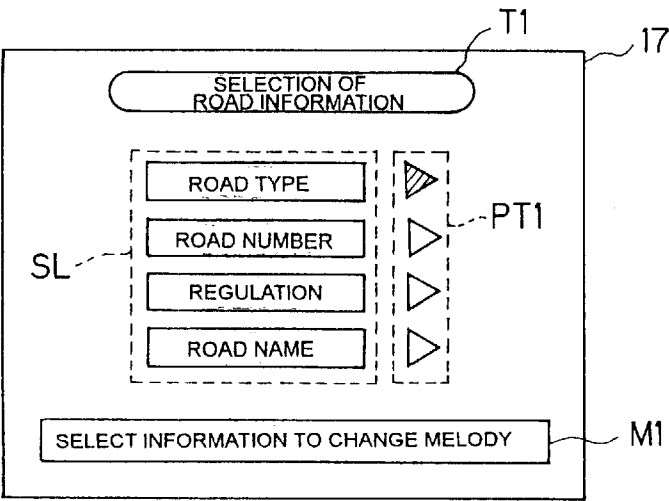 T1
17
SELECTION OF
ROAD INFORMATION
ROAD TYPE
ROAD NUMBER
PT1
SL
REGULATION
ROAD NAME
SELECT INFORMATION TO CHANGE MELODY
M1